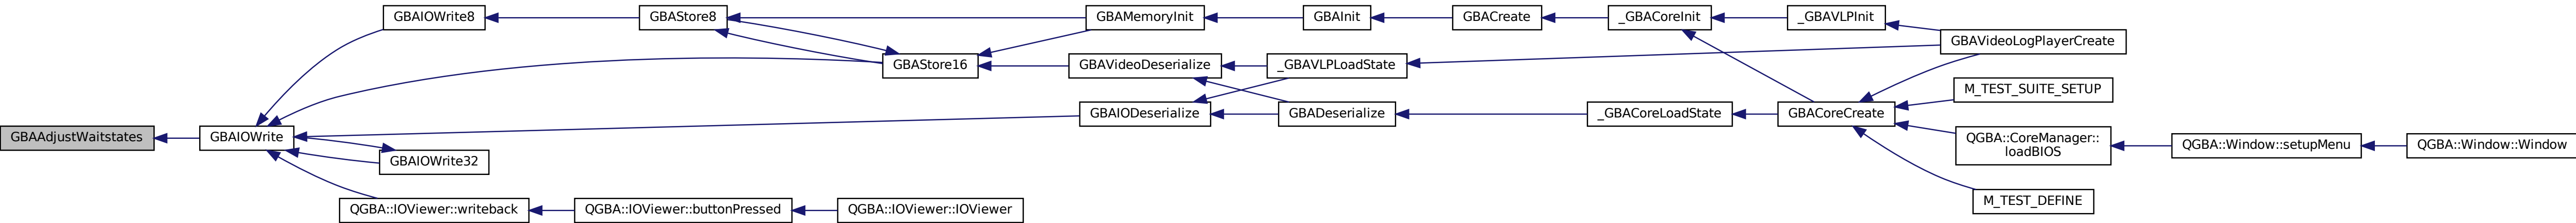 GBAAdjustWaitstates
GBAIOWrite
GBAIOWrite8
GBAStore8
GBAStore16
GBAMemoryInit
GBAInit
GBACreate
_GBACoreInit
_GBAVLPInit
GBAVideoLogPlayerCreate
GBAVideoDeserialize
_GBAVLPLoadState
GBAIODeserialize
GBADeserialize
_GBACoreLoadState
GBACoreCreate
M_TEST_SUITE_SETUP
QGBA::CoreManager::
loadBIOS
QGBA::Window::setupMenu
QGBA::Window::Window
M_TEST_DEFINE
GBAIOWrite32
QGBA::IOViewer::writeback
QGBA::IOViewer::buttonPressed
QGBA::IOViewer::IOViewer